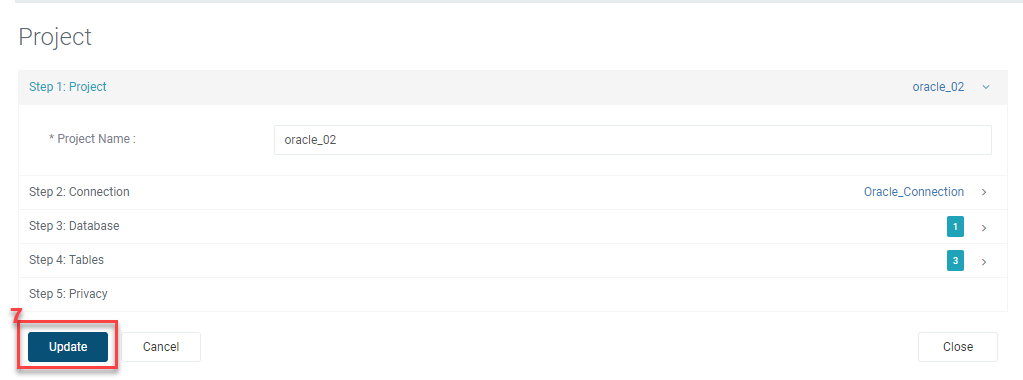 Project
Step 1: Project oracle_02
* Project Name : oracle_02
Step 2: Connection Oracle_Connection
Step 3: Database 1
Step 4: Tables 3
Step 5: Privacy
7
Update Cancel Close